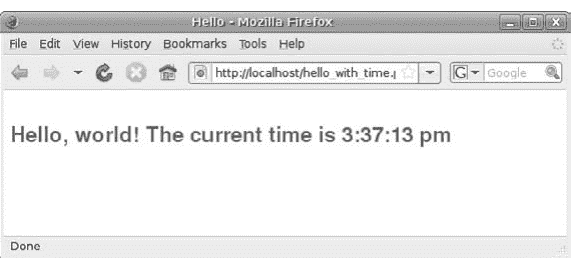 Hello - Mozilla Firefox
File Edit View History Bookmarks Tools Help
http://localhost/hello_with_time.p G Google
Hello, world! The current time is 3:37:13 pm
Done